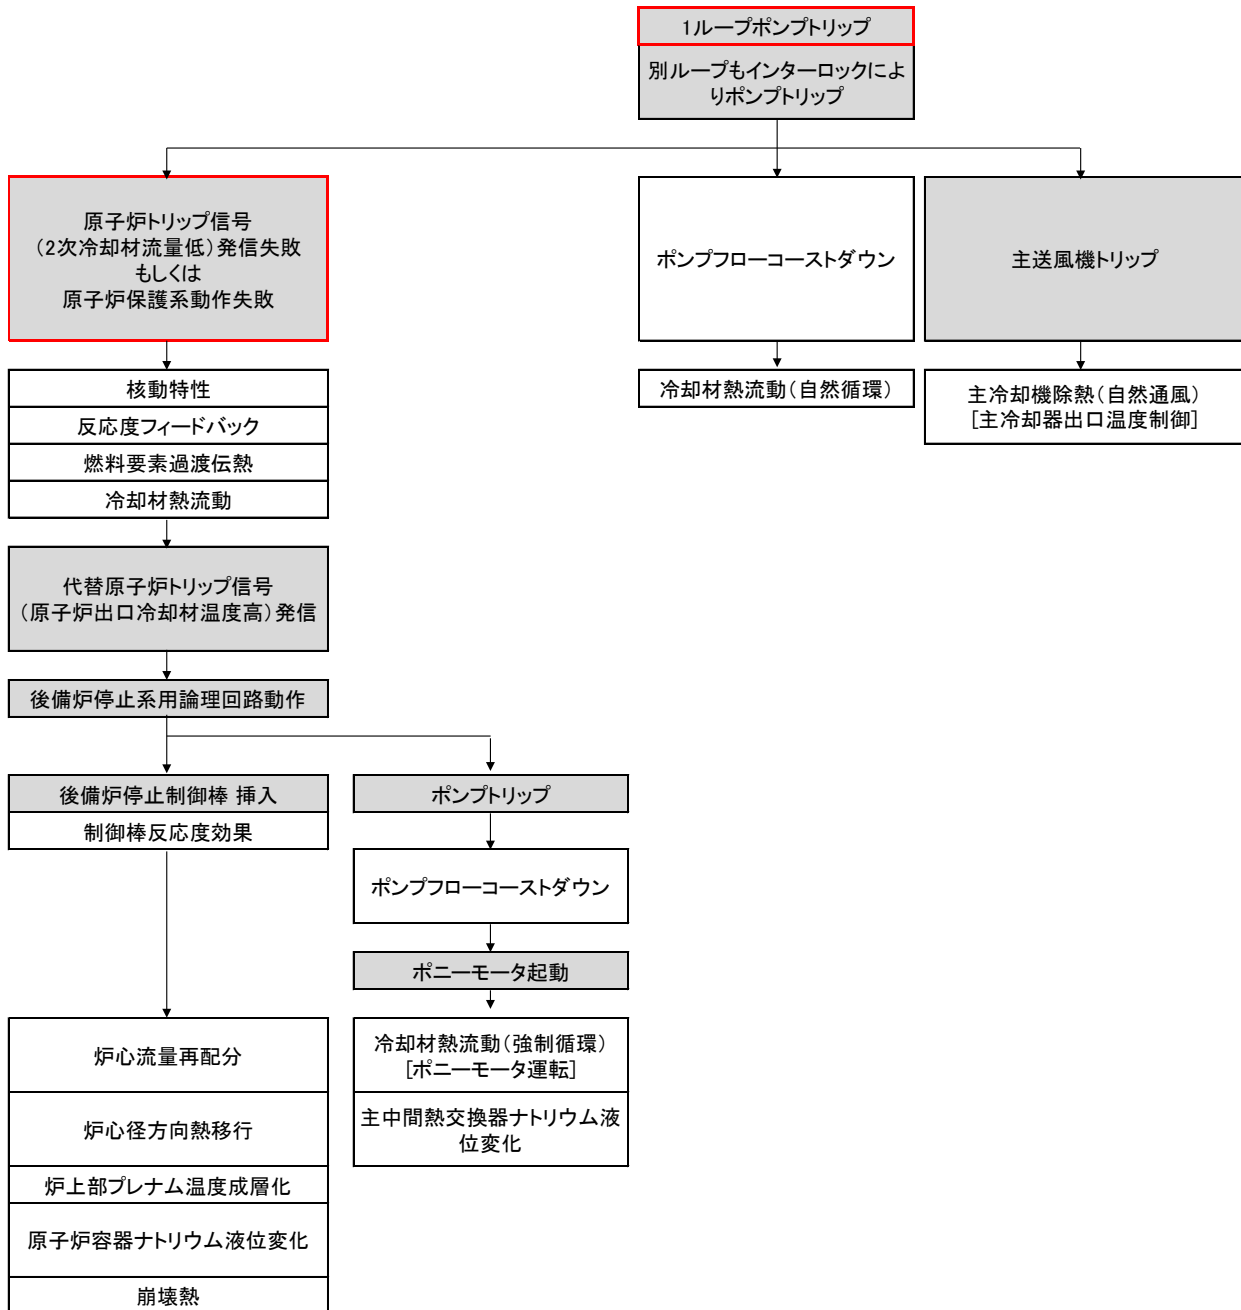 1ループポンプトリップ
別ループもインターロックによ
りポンプトリップ
原子炉トリップ信号
（2次冷却材流量低）発信失敗
もしくは
原子炉保護系動作失敗
ポンプフローコーストダウン
主送風機トリップ
核動特性
反応度フィードバック
燃料要素過渡伝熱
冷却材熱流動
冷却材熱流動（自然循環）
主冷却機除熱（自然通風）
[主冷却器出口温度制御]
代替原子炉トリップ信号
（原子炉出口冷却材温度高）発信
後備炉停止系用論理回路動作
後備炉停止制御棒 挿入
制御棒反応度効果
ポンプトリップ
ポンプフローコーストダウン
ポニーモータ起動
炉心流量再配分
炉心径方向熱移行
炉上部プレナム温度成層化
原子炉容器ナトリウム液位変化
崩壊熱
冷却材熱流動（強制循環）
[ポニーモータ運転]
主中間熱交換器ナトリウム液
位変化